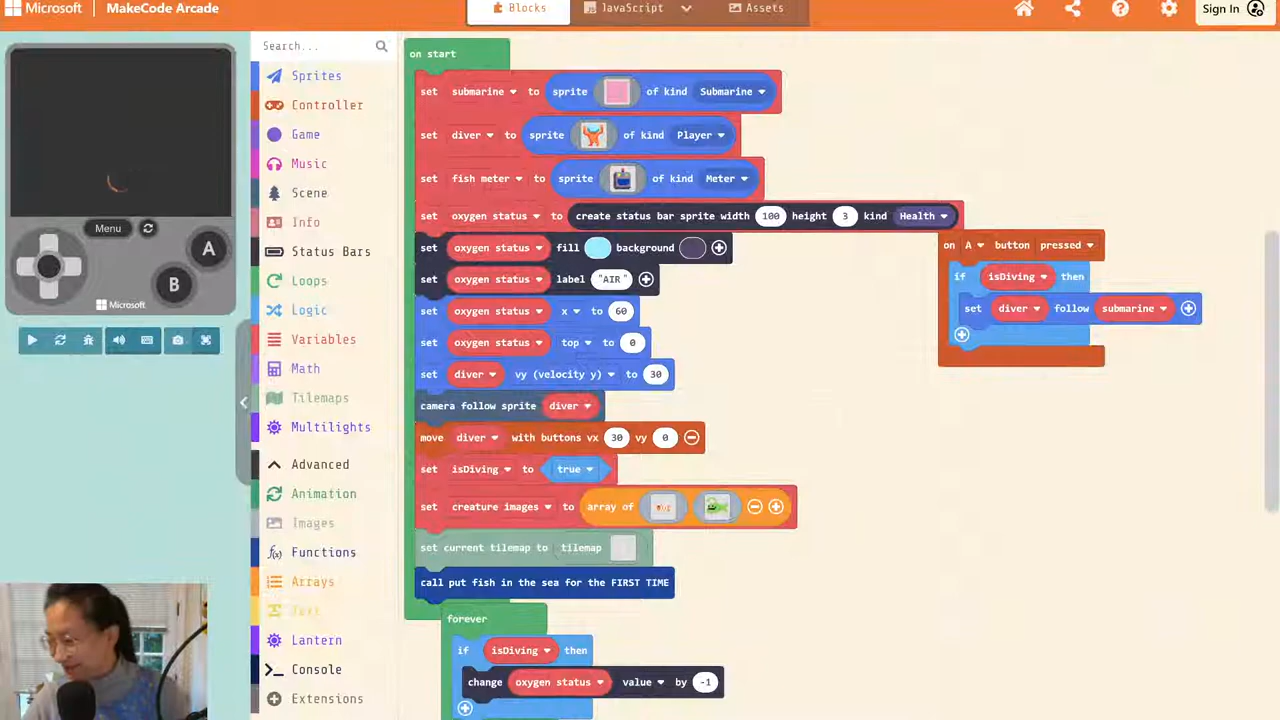 Microsoft MakeCode Arcade Blocks JavaScript Assets Sign In
Search...
Sprites
Controller
Game
Music
Scene
Info
Status Bars
Loops
Logic
Variables
Math
Tilemaps
Multilights
Advanced
Animation
Images
Functions
Arrays
Text
Lantern
Console
Extensions
Menu
A
B
Microsoft
on start
set submarine to sprite of kind Submarine
set diver to sprite of kind Player
set fish meter to sprite of kind Meter
set oxygen status to create status bar sprite width 100 height 3 kind Health
set oxygen status fill background
set oxygen status label "AIR"
set oxygen status x to 60
set oxygen status top to 0
set diver vy (velocity y) to 30
camera follow sprite diver
move diver with buttons vx 30 vy 0
set isDiving to true
set creature images to array of
set current tilemap to tilemap
call put fish in the sea for the FIRST TIME
forever
if isDiving then
change oxygen status value by -1
on A button pressed
if isDiving then
set diver follow submarine